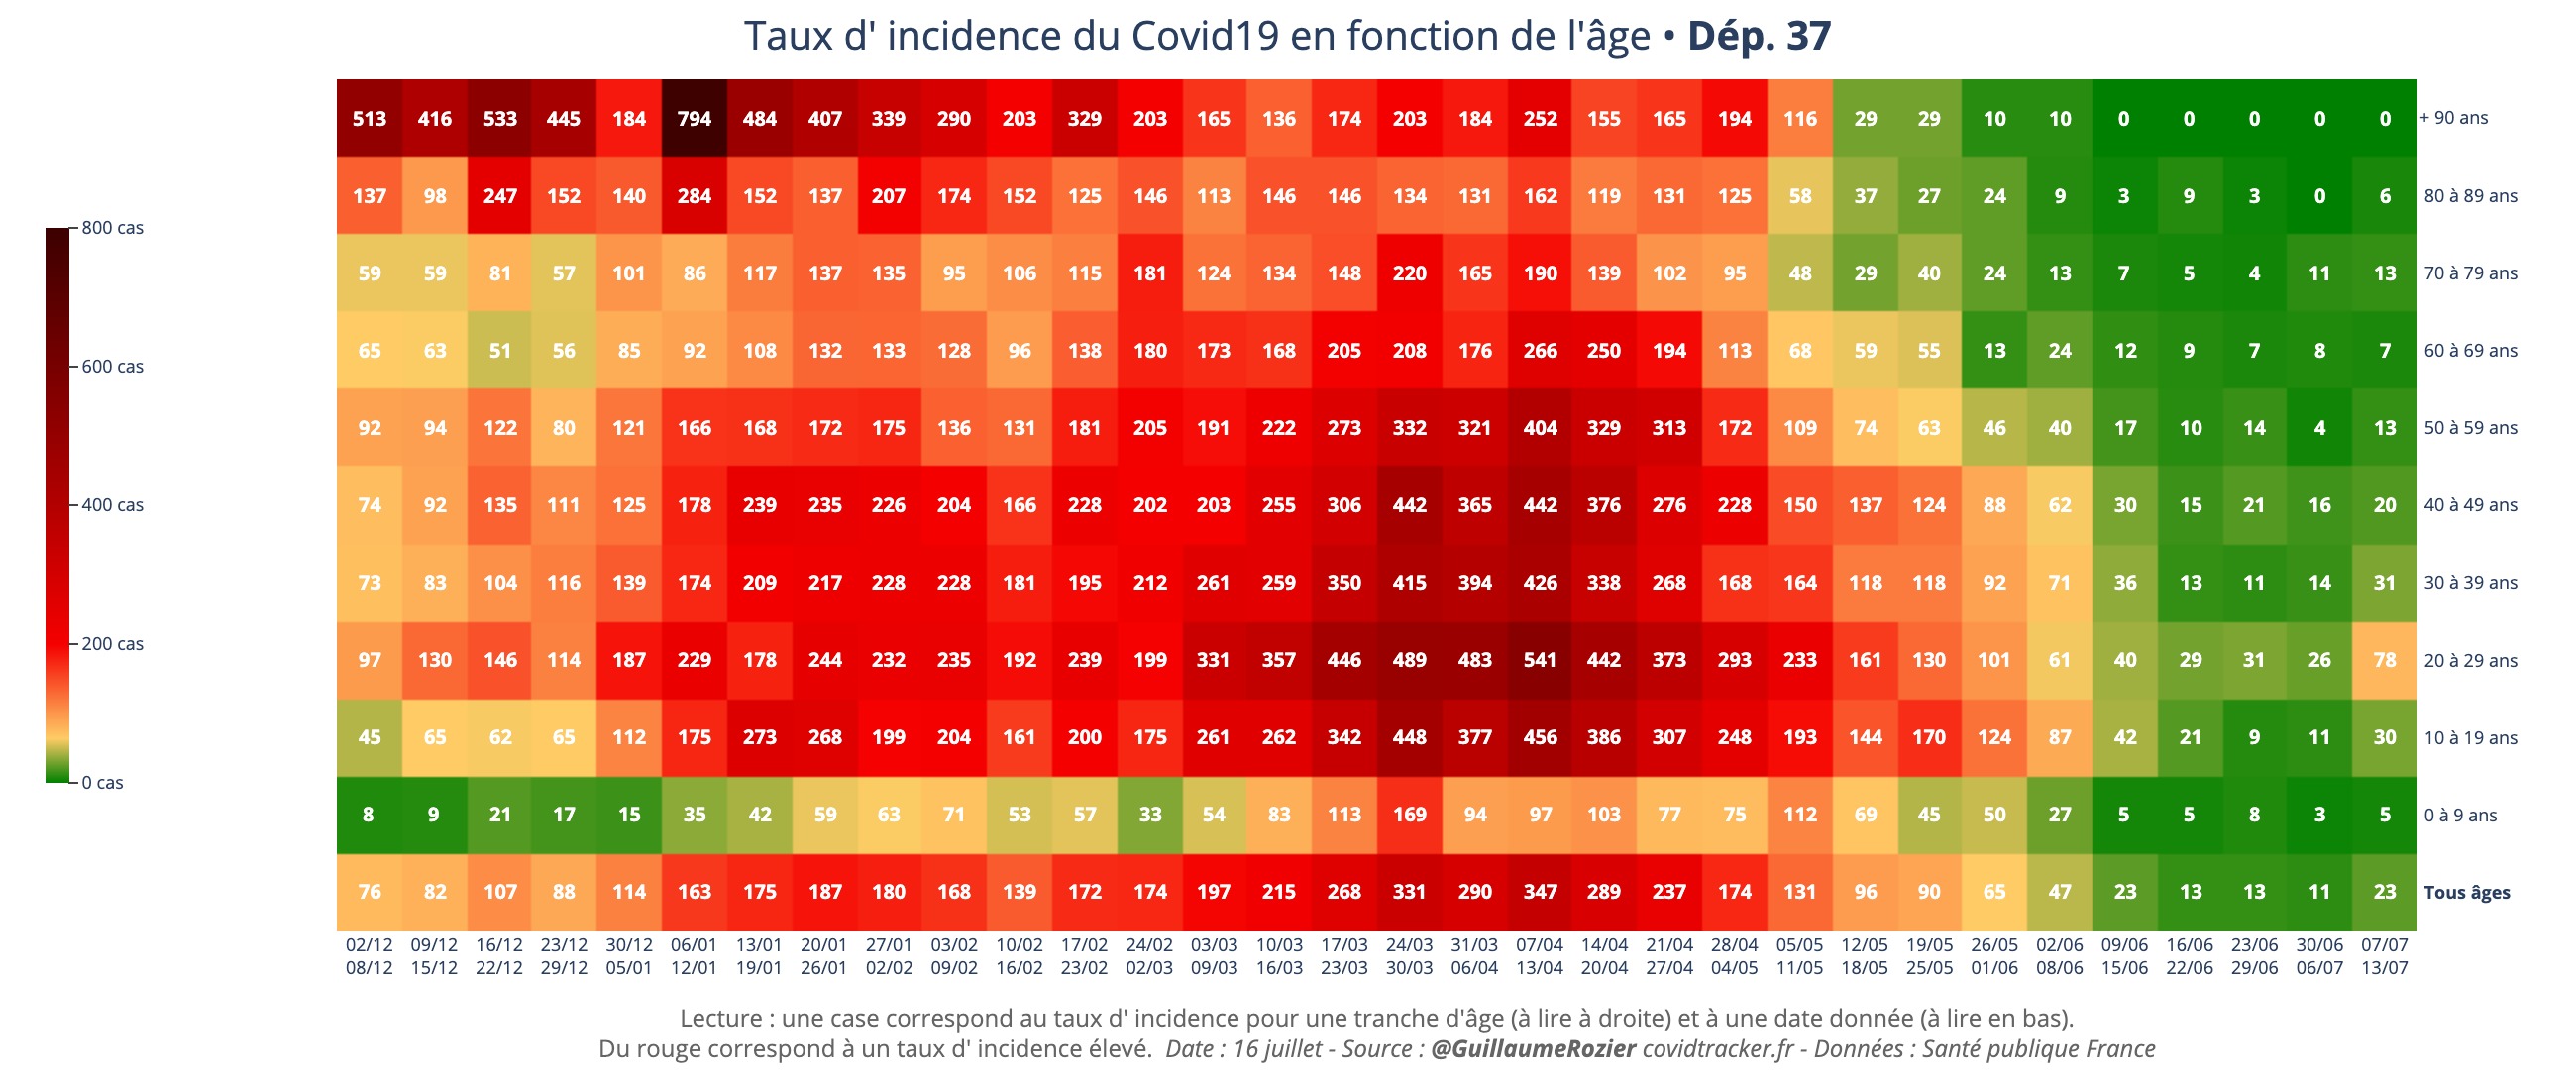 Taux d' incidence du Covid19 en fonction de l'âge • Dép. 37
513 416 533 445 184 794 484 407 339 290 203 329 203 165 136 174 203 184 252 155 165 194 116 29 29 10 10 0 0 0 0 0 + 90 ans
137 98 247 152 140 284 152 137 207 174 152 125 146 113 146 146 134 131 162 119 131 125 58 37 27 24 9 3 9 3 0 6 80 à 89 ans
800 cas
59 59 81 57 101 86 117 137 135 95 106 115 181 124 134 148 220 165 190 139 102 95 48 29 40 24 13 7 5 4 11 13 70 à 79 ans
65 63 51 56 85 92 108 132 133 128 96 138 180 173 168 205 208 176 266 250 194 113 68 59 55 13 24 12 9 7 8 7 60 à 69 ans
600 cas
92 94 122 80 121 166 168 172 175 136 131 181 205 191 222 273 332 321 404 329 313 172 109 74 63 46 40 17 10 14 4 13 50 à 59 ans
400 cas
74 92 135 111 125 178 239 235 226 204 166 228 202 203 255 306 442 365 442 376 276 228 150 137 124 88 62 30 15 21 16 20 40 à 49 ans
73 83 104 116 139 174 209 217 228 228 181 195 212 261 259 350 415 394 426 338 268 168 164 118 118 92 71 36 13 11 14 31 30 à 39 ans
200 cas
97 130 146 114 187 229 178 244 232 235 192 239 199 331 357 446 489 483 541 442 373 293 233 161 130 101 61 40 29 31 26 78 20 à 29 ans
45 65 62 65 112 175 273 268 199 204 161 200 175 261 262 342 448 377 456 386 307 248 193 144 170 124 87 42 21 9 11 30 10 à 19 ans
0 cas
8 9 21 17 15 35 42 59 63 71 53 57 33 54 83 113 169 94 97 103 77 75 112 69 45 50 27 5 5 8 3 5 0 à 9 ans
76 82 107 88 114 163 175 187 180 168 139 172 174 197 215 268 331 290 347 289 237 174 131 96 90 65 47 23 13 13 11 23 Tous âges
02/12 09/12 16/12 23/12 30/12 06/01 13/01 20/01 27/01 03/02 10/02 17/02 24/02 03/03 10/03 17/03 24/03 31/03 07/04 14/04 21/04 28/04 05/05 12/05 19/05 26/05 02/06 09/06 16/06 23/06 30/06 07/07
08/12 15/12 22/12 29/12 05/01 12/01 19/01 26/01 02/02 09/02 16/02 23/02 02/03 09/03 16/03 23/03 30/03 06/04 13/04 20/04 27/04 04/05 11/05 18/05 25/05 01/06 08/06 15/06 22/06 29/06 06/07 13/07
Lecture : une case correspond au taux d' incidence pour une tranche d'âge (à lire à droite) et à une date donnée (à lire en bas).
Du rouge correspond à un taux d' incidence élevé. Date : 16 juillet - Source : @GuillaumeRozier covidtracker.fr - Données : Santé publique France